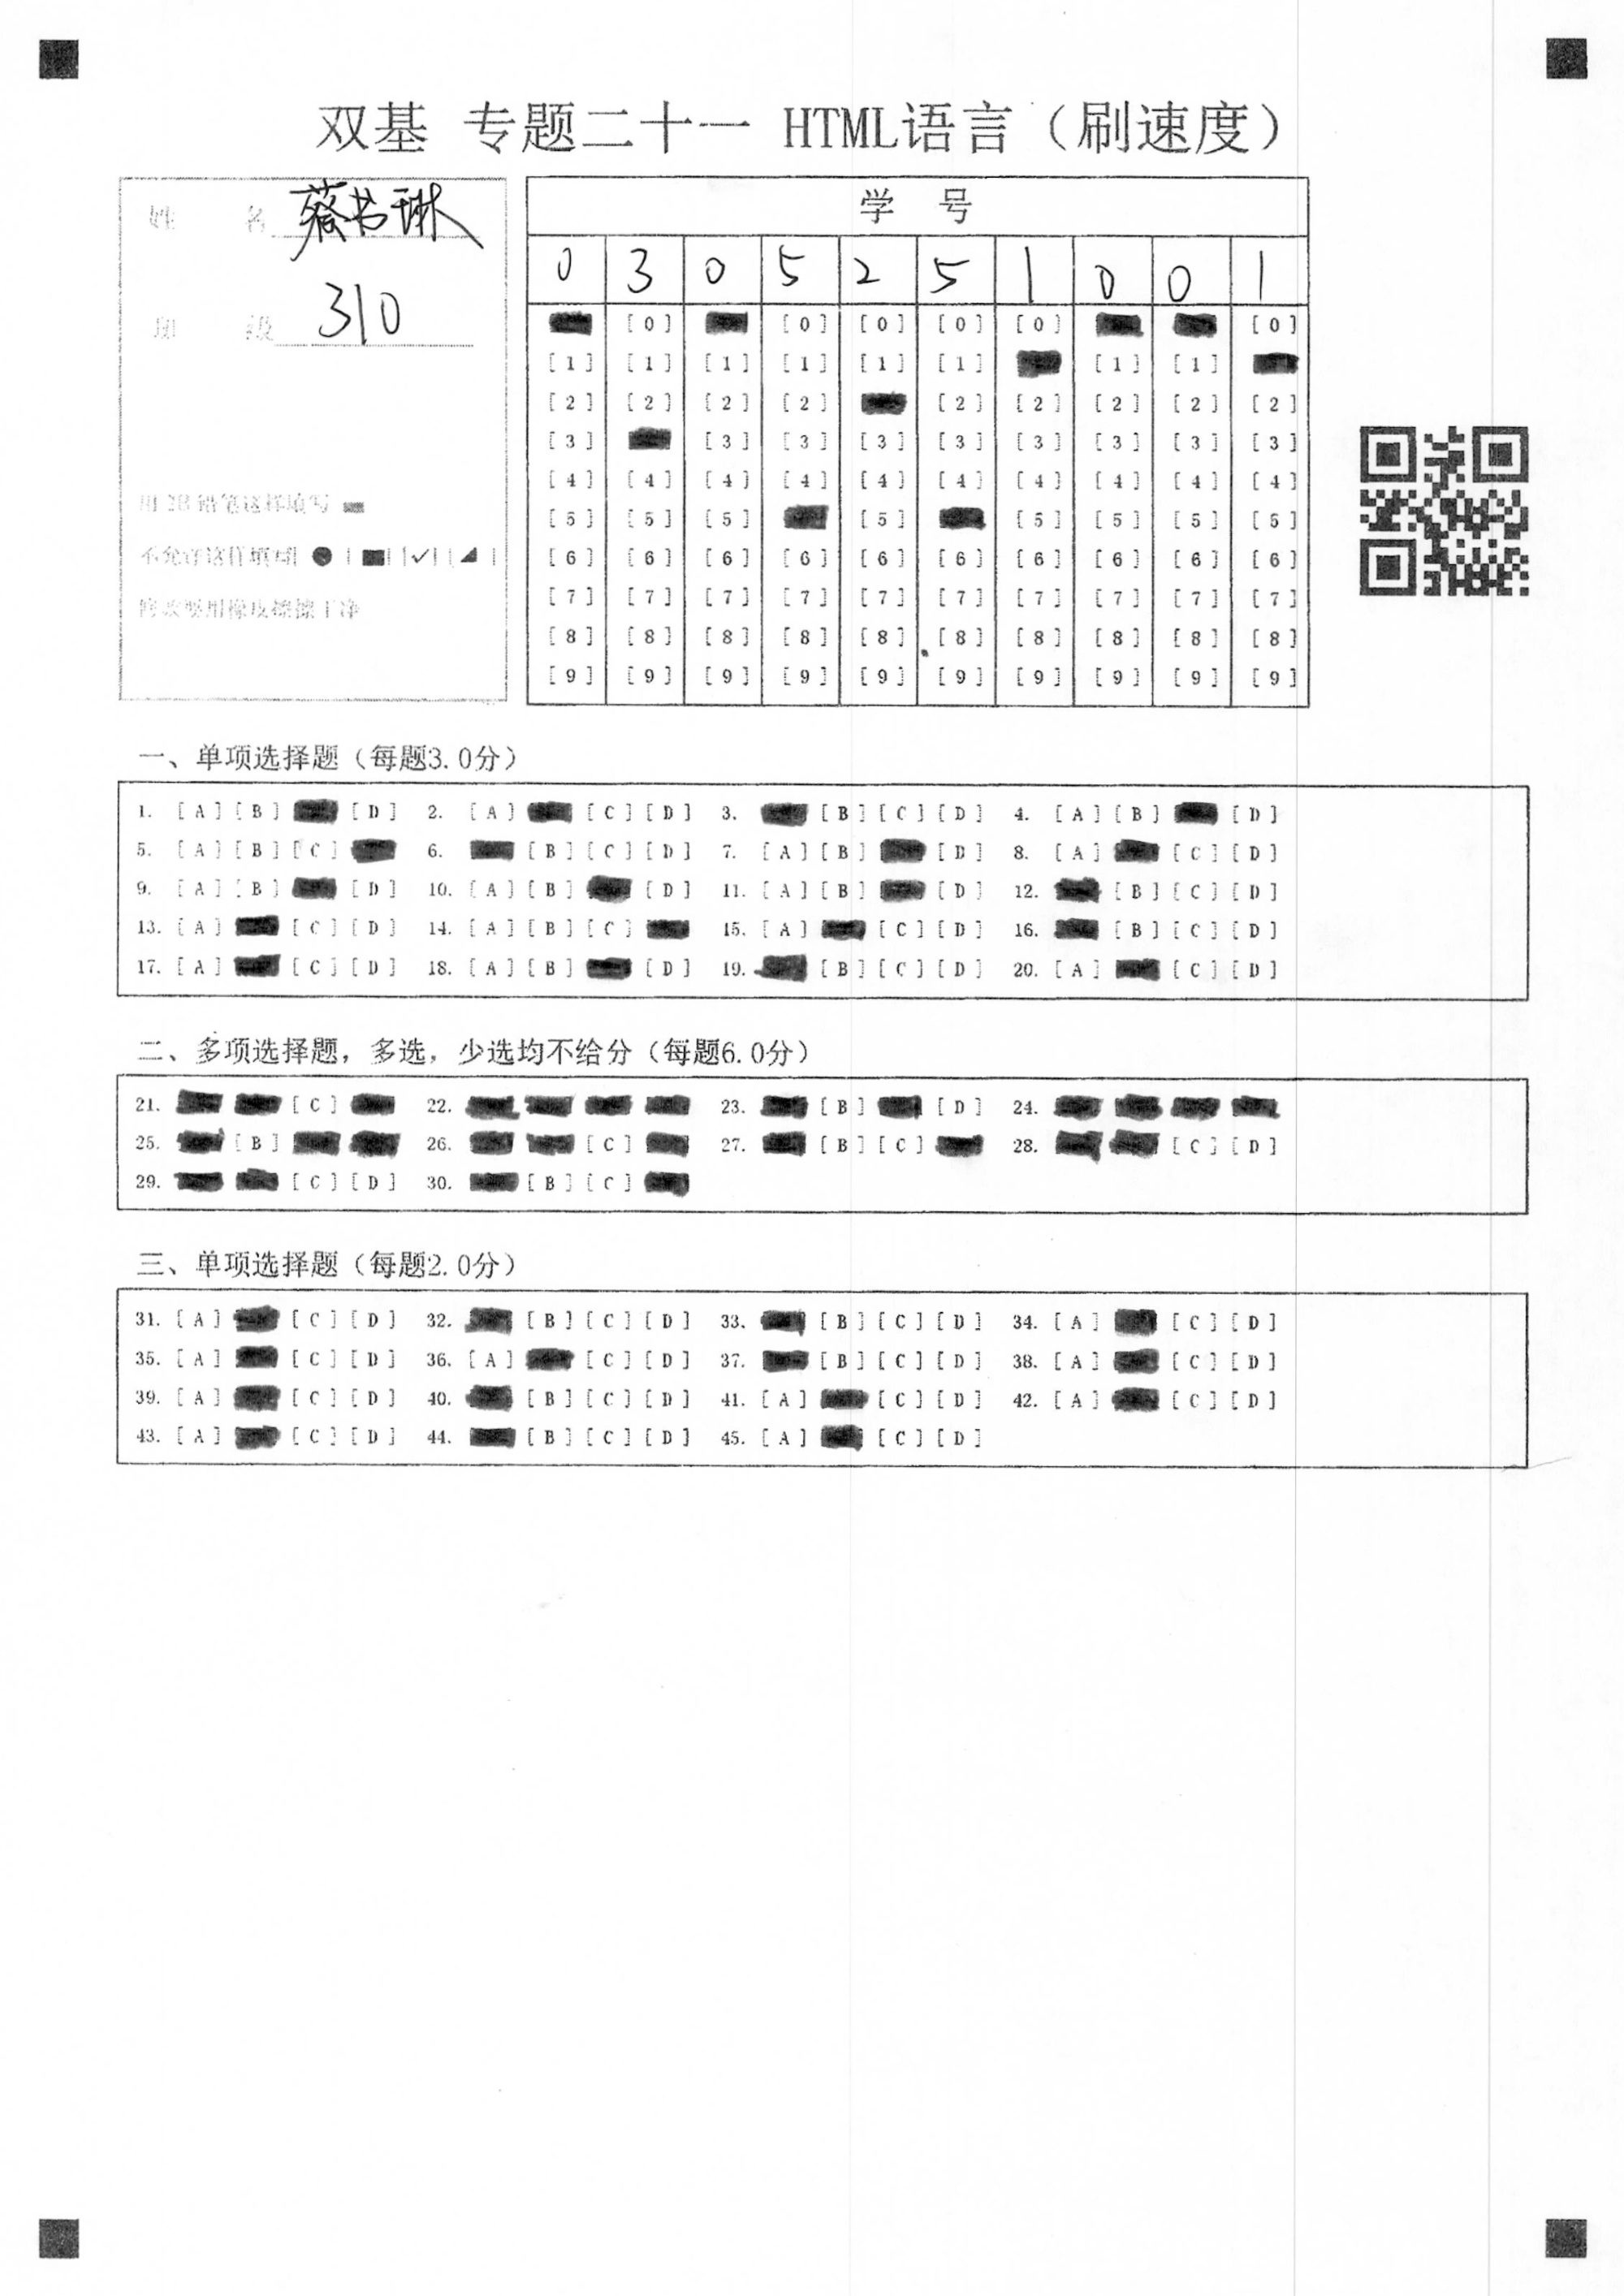 双基 专题二十一 HTML语言（刷速度）
姓 名 蔡书琳
310
用2B铅笔这样填写
不允许这样填写
修改要用橡皮擦擦干净
学 号
0 3 0 5 2 5 1 0 0 1
[0] [0] [0] [0] [0] [0]
[1] [1] [1] [1] [1] [1] [1] [1]
[2] [2] [2] [2] [2] [2] [2] [2] [2]
[3] [3] [3] [3] [3] [3] [3] [3] [3]
[4] [4] [4] [4] [4] [4] [4] [4] [4] [4]
[5] [5] [5] [5] [5] [5] [5] [5]
[6] [6] [6] [6] [6] [6] [6] [6] [6] [6]
[7] [7] [7] [7] [7] [7] [7] [7] [7] [7]
[8] [8] [8] [8] [8] [8] [8] [8] [8] [8]
[9] [9] [9] [9] [9] [9] [9] [9] [9] [9]
一、单项选择题（每题3.0分）
1. [A] [B] [D] 2. [A] [C] [D] 3. [B] [C] [D] 4. [A] [B] [D]
5. [A] [B] [C] 6. [B] [C] [D] 7. [A] [B] [D] 8. [A] [C] [D]
9. [A] [B] [D] 10. [A] [B] [D] 11. [A] [B] [D] 12. [B] [C] [D]
13. [A] [C] [D] 14. [A] [B] [C] 15. [A] [C] [D] 16. [B] [C] [D]
17. [A] [C] [D] 18. [A] [B] [D] 19. [B] [C] [D] 20. [A] [C] [D]
二、多项选择题，多选，少选均不给分（每题6.0分）
21. [C] 22. 23. [B] [D] 24.
25. [B] 26. [C] 27. [B] [C] 28. [C] [D]
29. [C] [D] 30. [B] [C]
三、单项选择题（每题2.0分）
31. [A] [C] [D] 32. [B] [C] [D] 33. [B] [C] [D] 34. [A] [C] [D]
35. [A] [C] [D] 36. [A] [C] [D] 37. [B] [C] [D] 38. [A] [C] [D]
39. [A] [C] [D] 40. [B] [C] [D] 41. [A] [C] [D] 42. [A] [C] [D]
43. [A] [C] [D] 44. [B] [C] [D] 45. [A] [C] [D]